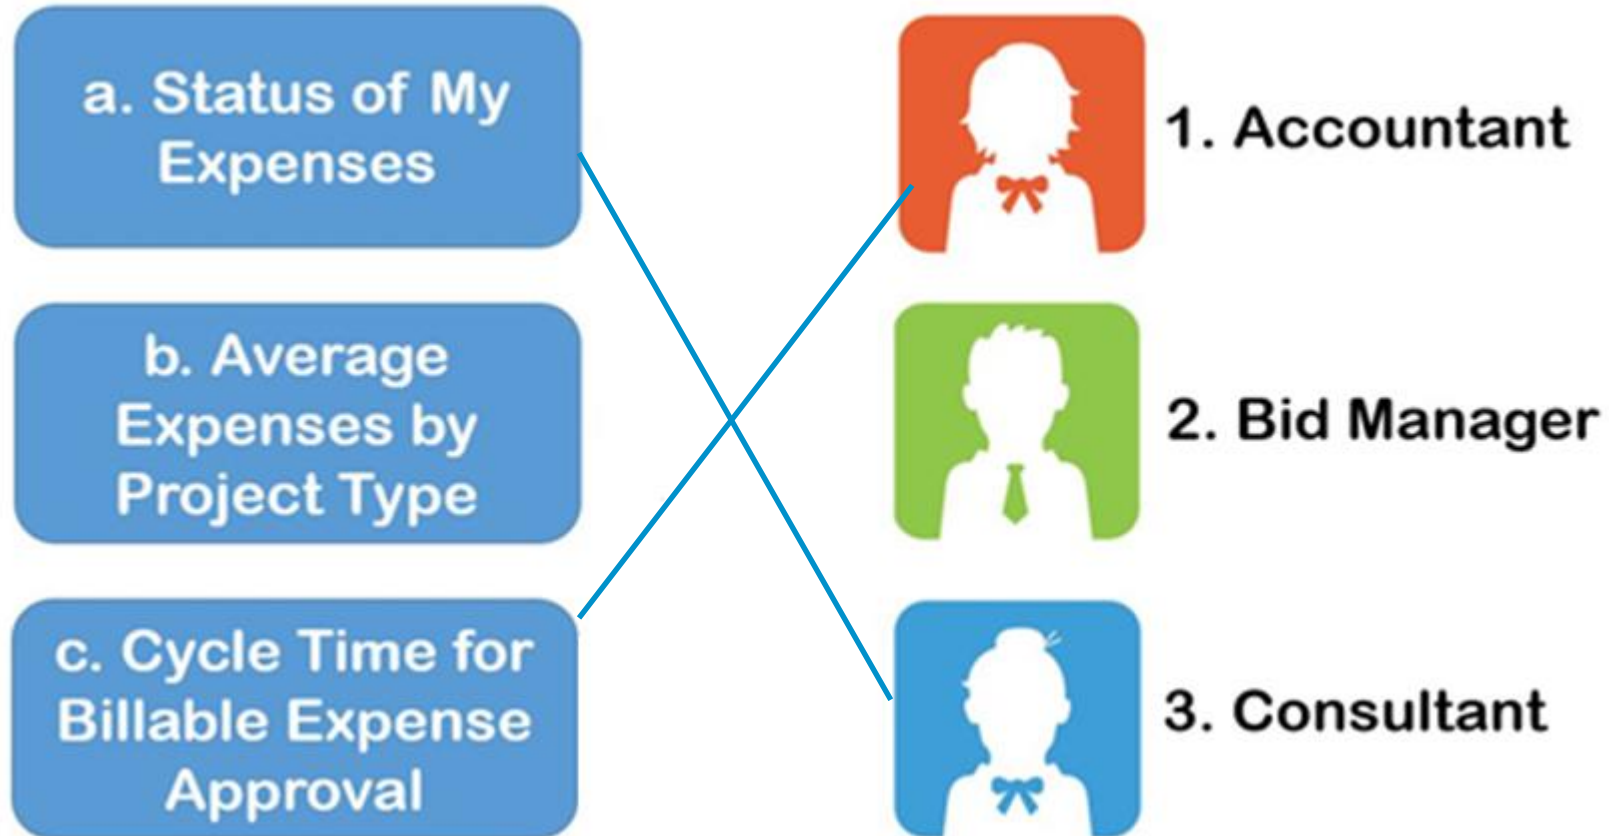 a. Status of My
Expenses
1. Accountant
b. Average
Expenses by
Project Type
2. Bid Manager
c. Cycle Time for
Billable Expense
Approval
3. Consultant